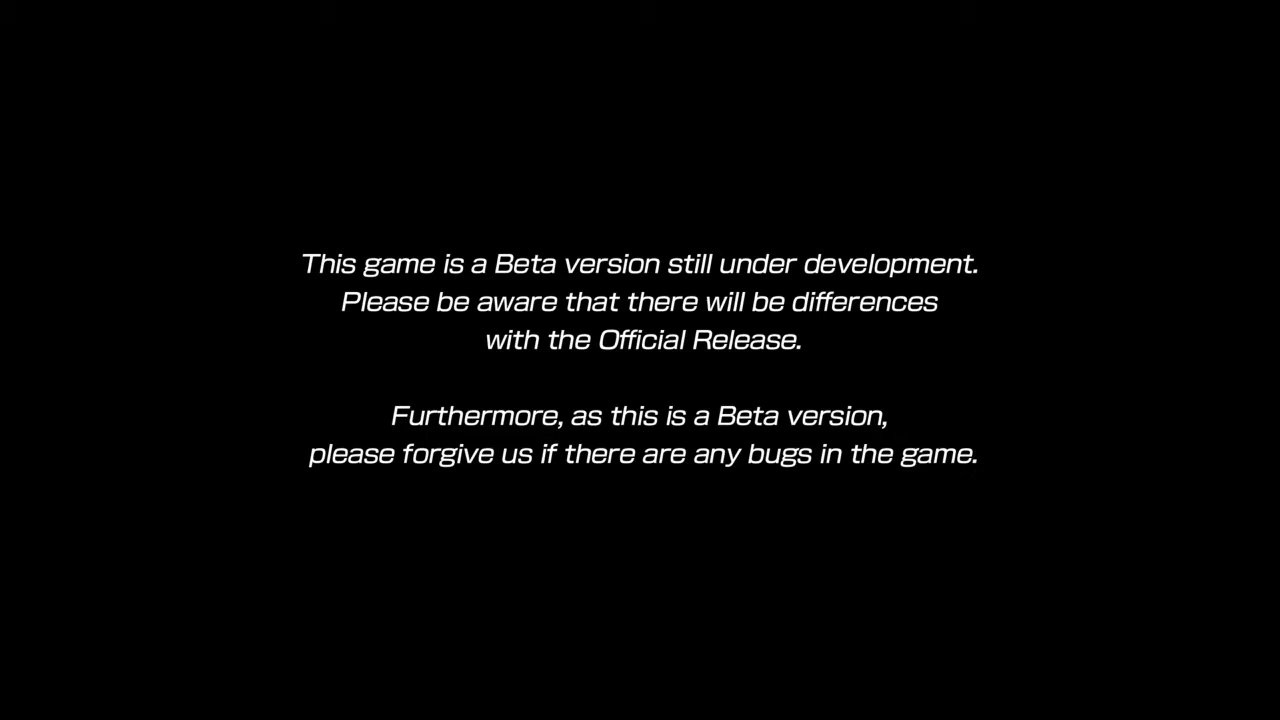 This game is a Beta version still under development.
Please be aware that there will be differences
with the Official Release.
Furthermore, as this is a Beta version,
please forgive us if there are any bugs in the game.